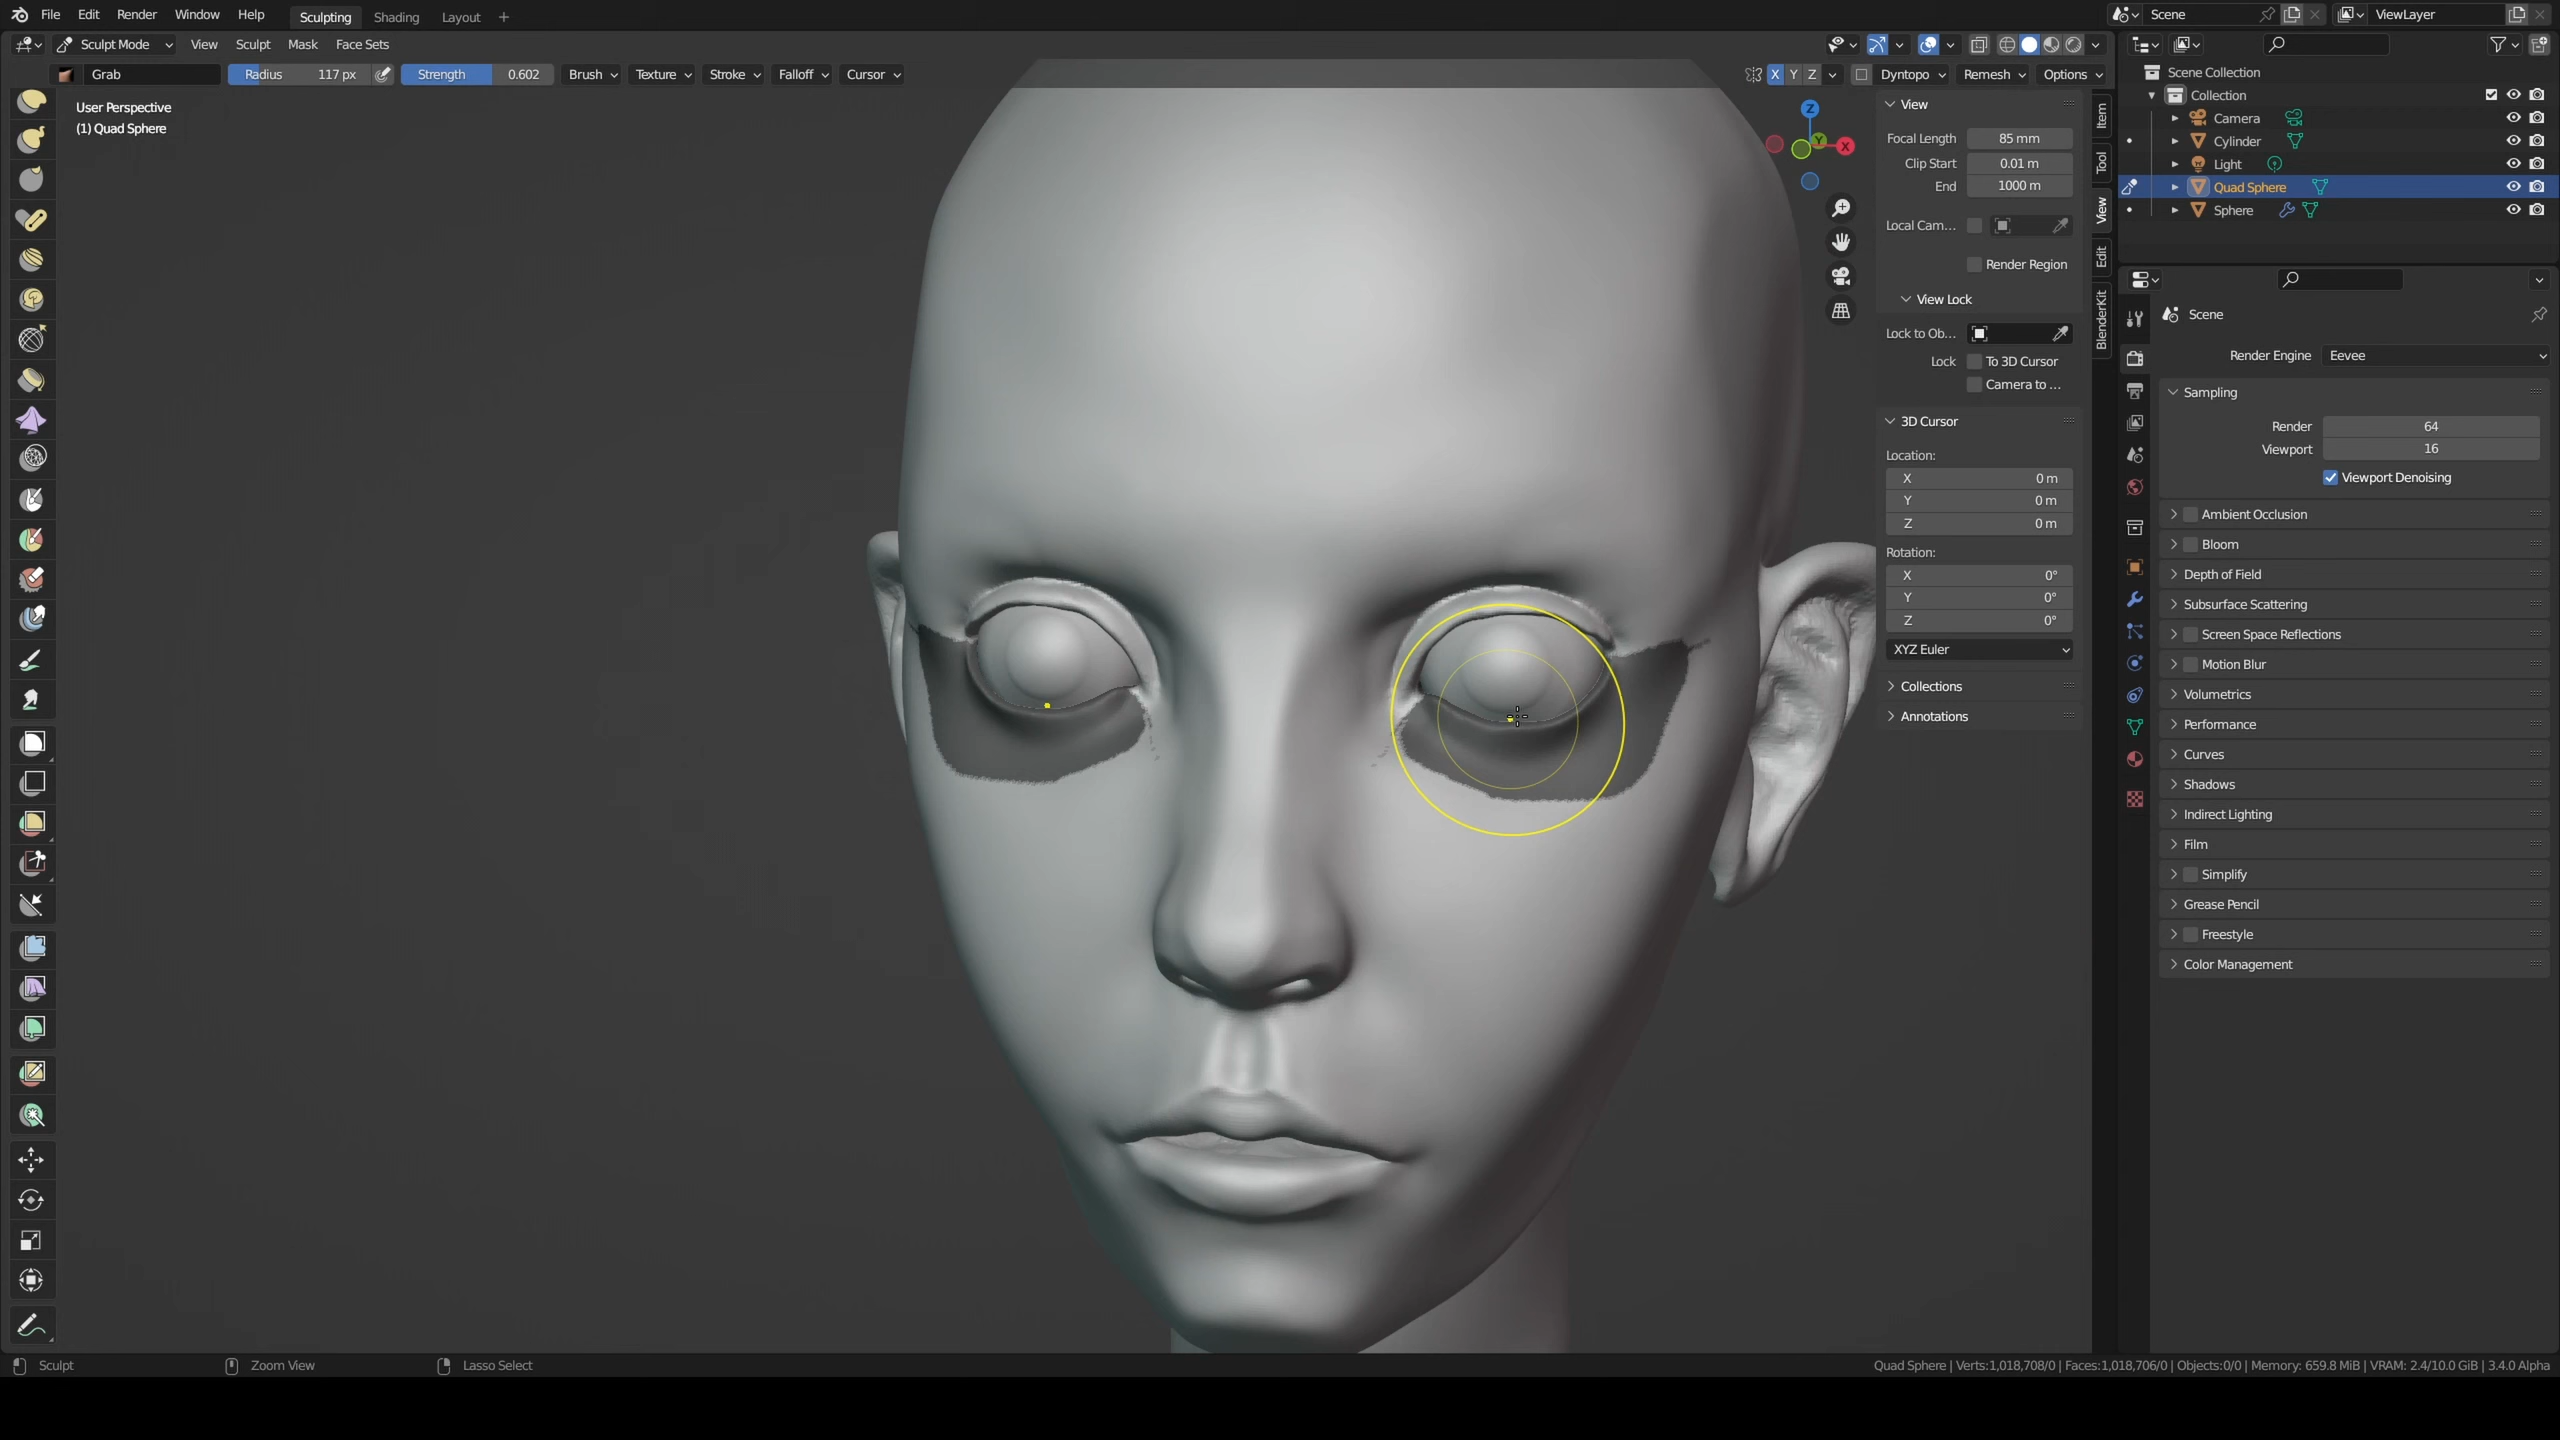 File Edit Render Window Help Sculpting Shading Layout + Scene ViewLayer
Sculpt Mode View Sculpt Mask Face Sets
Grab Radius 117 px Strength 0.602 Brush Texture Stroke Falloff Cursor X Y Z Dyntopo Remesh Options
User Perspective
(1) Quad Sphere
Z
Y
X
View
Focal Length 85 mm
Clip Start 0.01 m
End 1000 m
Local Cam...
Render Region
View Lock
Lock to Ob...
Lock To 3D Cursor
Camera to ...
3D Cursor
Location:
X 0 m
Y 0 m
Z 0 m
Rotation:
X 0°
Y 0°
Z 0°
XYZ Euler
Collections
Annotations
Item
Tool
View
Edit
BlenderKit
Scene Collection
Collection
Camera
Cylinder
Light
Quad Sphere
Sphere
Scene
Render Engine Eevee
Sampling
Render 64
Viewport 16
Viewport Denoising
Ambient Occlusion
Bloom
Depth of Field
Subsurface Scattering
Screen Space Reflections
Motion Blur
Volumetrics
Performance
Curves
Shadows
Indirect Lighting
Film
Simplify
Grease Pencil
Freestyle
Color Management
Sculpt Zoom View Lasso Select
Quad Sphere | Verts:1,018,708/0 | Faces:1,018,706/0 | Objects:0/0 | Memory: 659.8 MiB | VRAM: 2.4/10.0 GiB | 3.4.0 Alpha